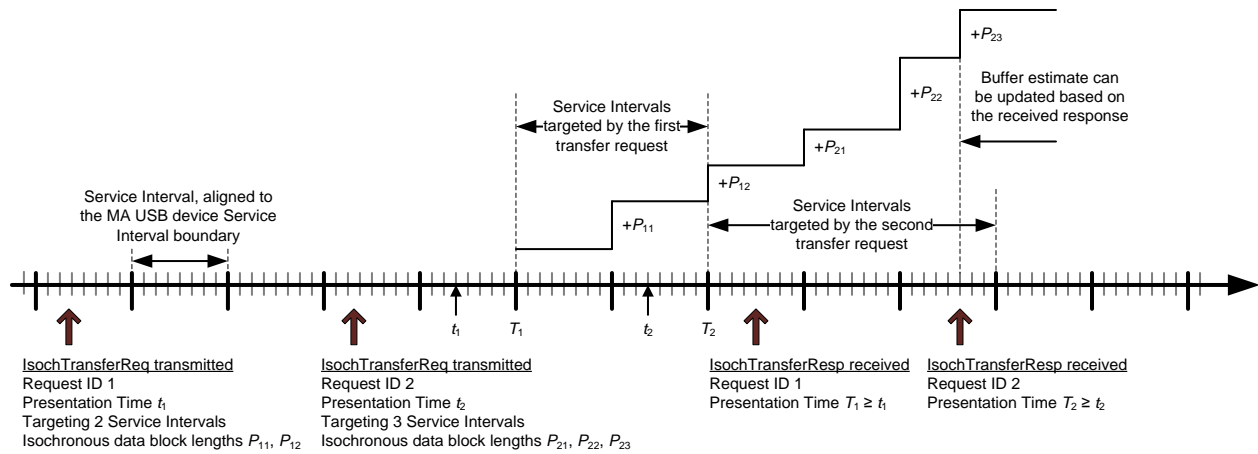 +P23
Buffer estimate can
be updated based on
the received response
+P22
Service Intervals
targeted by the first
transfer request
+P21
+P12
Service Interval, aligned to
the MA USB device Service
Interval boundary
+P11
Service Intervals
targeted by the second
transfer request
t1
T1
t2
T2
IsochTransferReq transmitted
Request ID 1
Presentation Time t1
Targeting 2 Service Intervals
Isochronous data block lengths P11, P12
IsochTransferReq transmitted
Request ID 2
Presentation Time t2
Targeting 3 Service Intervals
Isochronous data block lengths P21, P22, P23
IsochTransferResp received
Request ID 1
Presentation Time T1 ≥ t1
IsochTransferResp received
Request ID 2
Presentation Time T2 ≥ t2